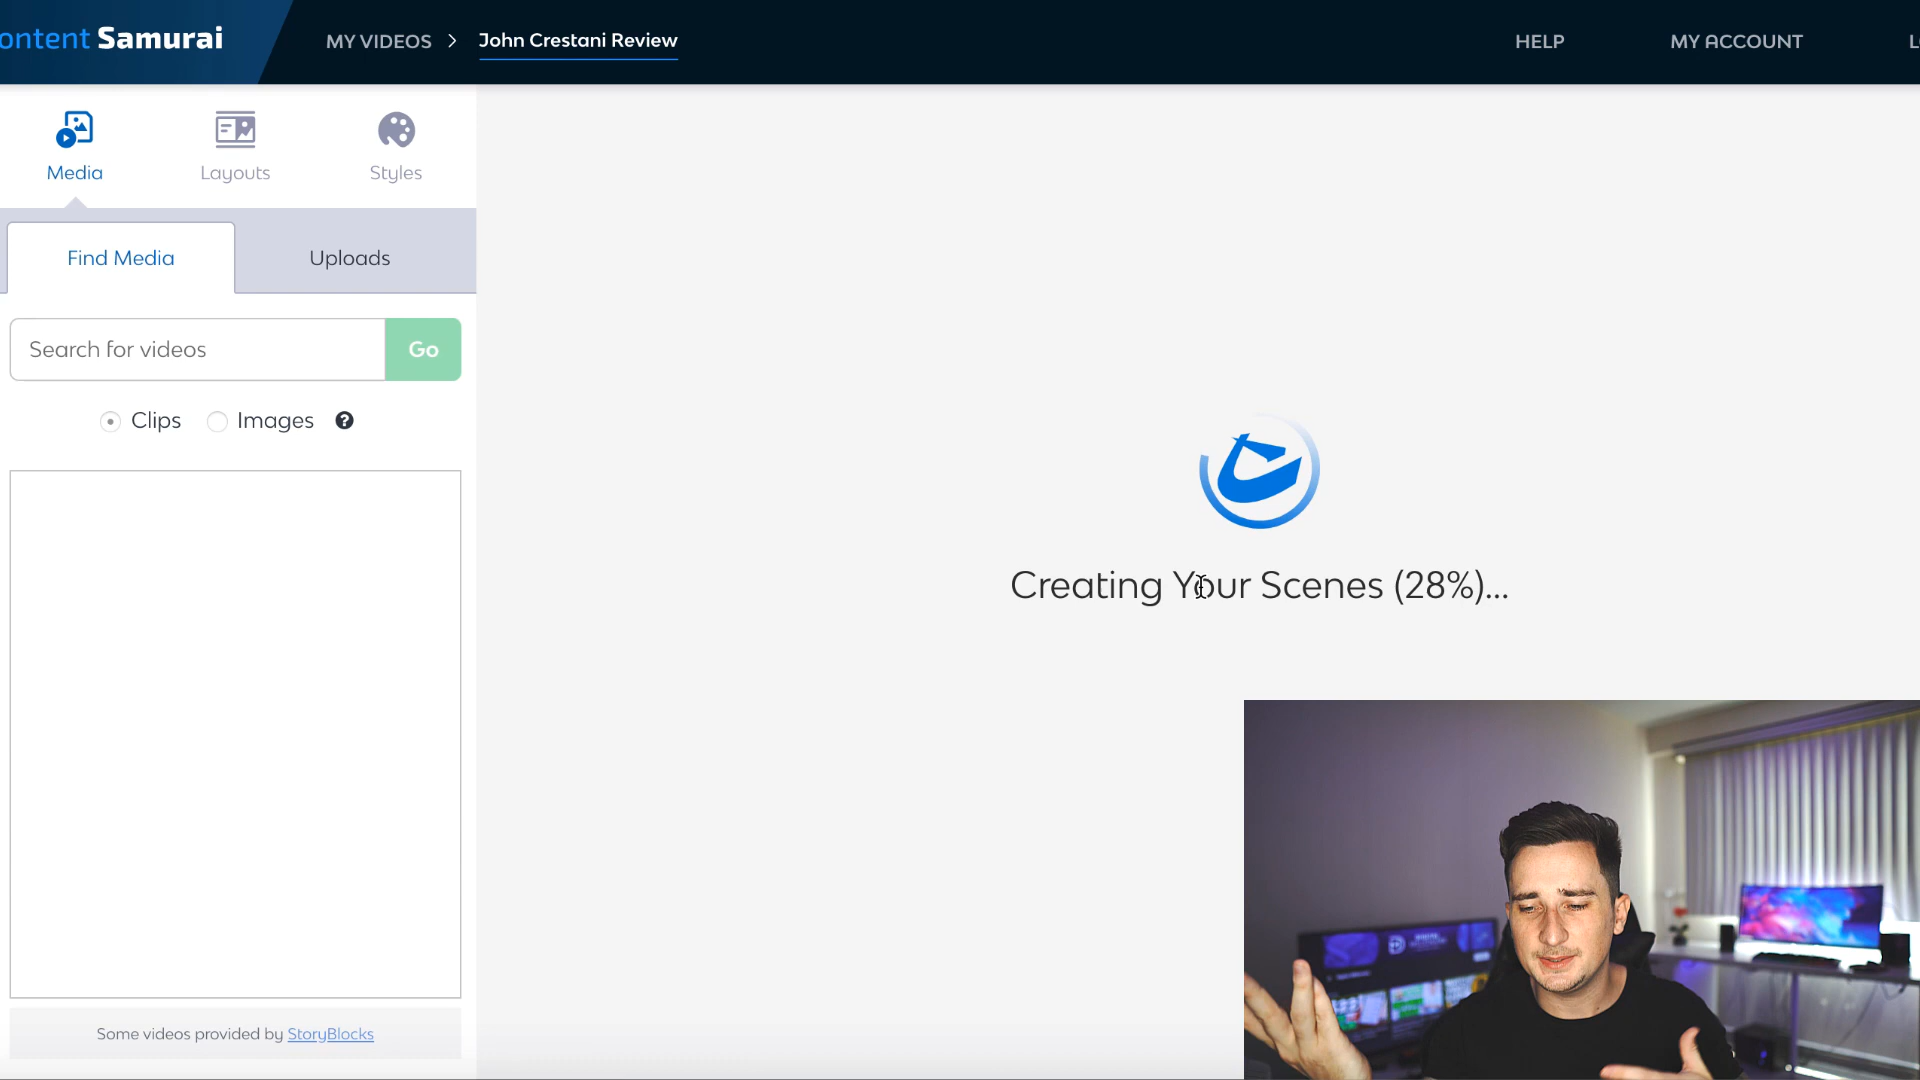 ontent Samurai
MY VIDEOS > John Crestani Review
HELP
MY ACCOUNT
Media
Layouts
Styles
Find Media
Uploads
Search for videos
Go
Clips
Images
?
Creating Your Scenes (28%)...
Some videos provided by StoryBlocks